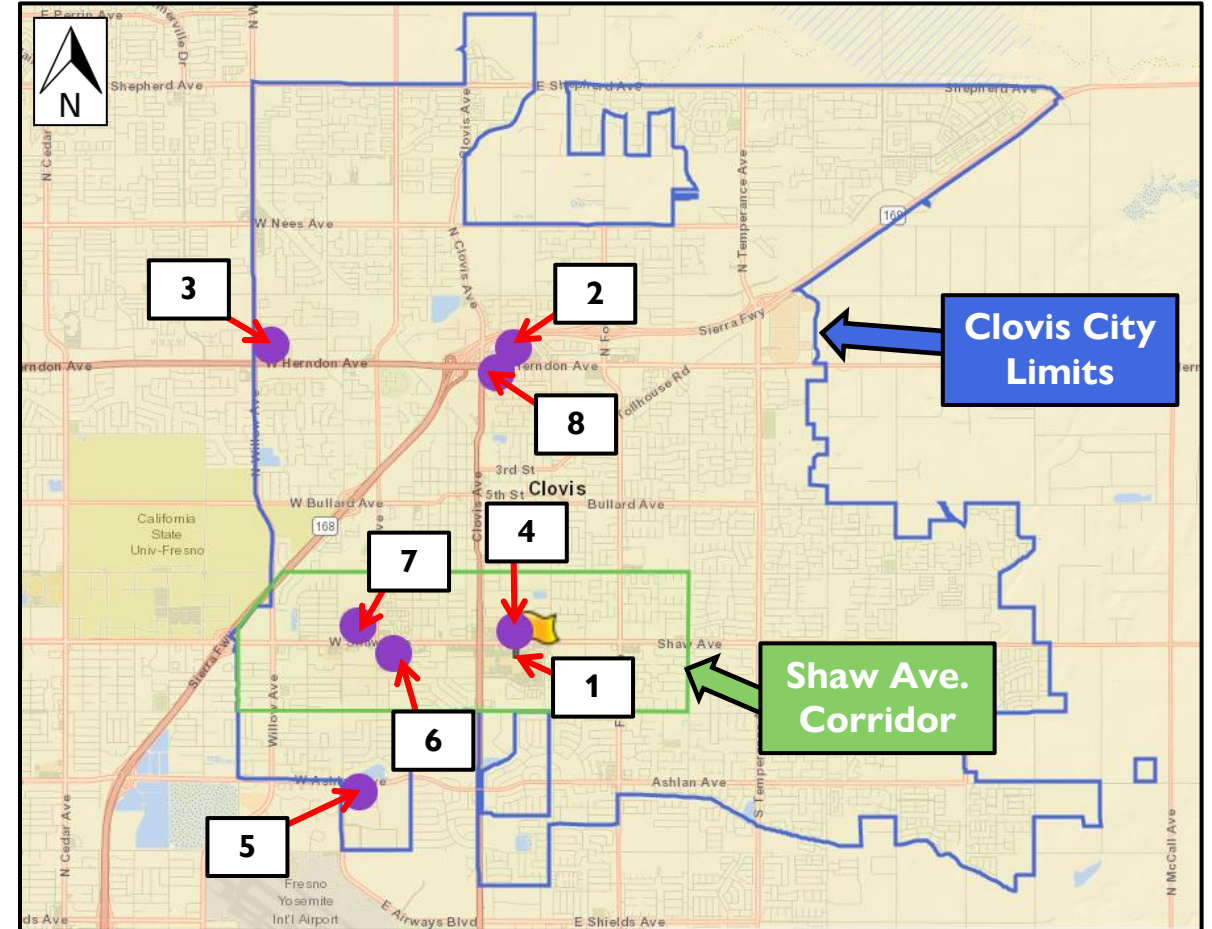 E Perrin Ave
N
Shepherd Ave
E Shepherd Ave
Shepherd Ave
N Cedar
Clovis Ave
N Temperance Ave
168
W Nees Ave
N Clovis Ave
3
2
Sierra Fwy
Clovis City
Limits
W Herndon Ave
Herndon Ave
8
Tollhouse Rd
N Willow Ave
3rd St
5th St
Clovis
W Bullard Ave
Bullard Ave
Clovis Ave
California
State
Univ-Fresno
168
4
7
Shaw Ave
Sierra Fwy
1
Shaw Ave.
Corridor
6
Willow Ave
Ashlan Ave
5
N Cedar Ave
N McCall Ave
Fresno
Yosemite
Int'l Airport
E Airways Blvd
E Shields Ave